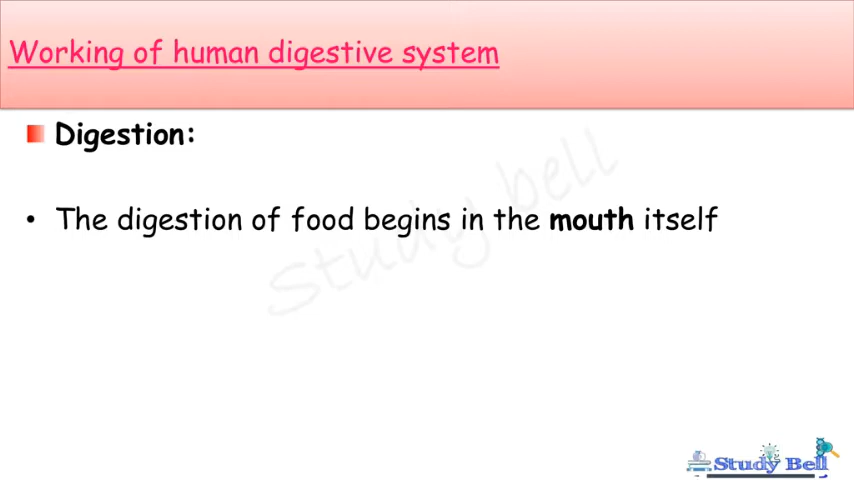 Working of human digestive system
Digestion:
• The digestion of food begins in the mouth itself
Study bell
Study Bell